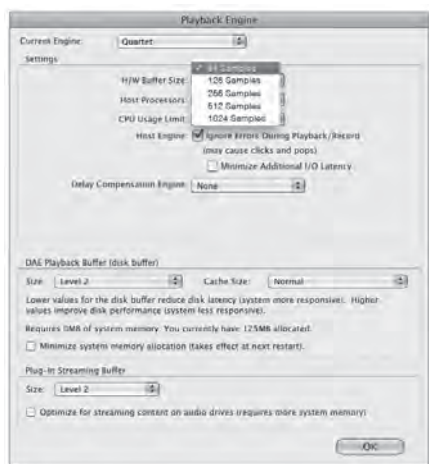 Playback Engine
Current Engine: Quartet
Settings
H/W Buffer Size:
64 Samples
128 Samples
256 Samples
512 Samples
1024 Samples
Host Processors:
CPU Usage Limit:
Host Engine: Ignore Errors During Playback/Record
(may cause clicks and pops)
Minimize Additional I/O Latency
Delay Compensation Engine: None
DAE Playback Buffer (disk buffer)
Size: Level 2 Cache Size: Normal
Lower values for the disk buffer reduce disk latency (system more responsive). Higher
values improve disk performance (system less responsive).
Requires 0MB of system memory. You currently have 125MB allocated.
Minimize system memory allocation (takes effect at next restart).
Plug-in Streaming Buffer
Size: Level 2
Optimize for streaming content on audio drives (requires more system memory)
OK